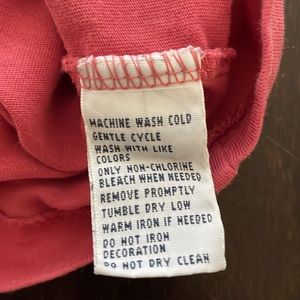 MACHINE WASH COLD
GENTLE CYCLE
WASH WITH LIKE
COLORS
ONLY NON-CHLORINE
BLEACH WHEN NEEDED
REMOVE PROMPTLY
TUMBLE DRY LOW
WARM IRON IF NEEDED
DO NOT IRON
DECORATION
DO NOT DRY CLEAN